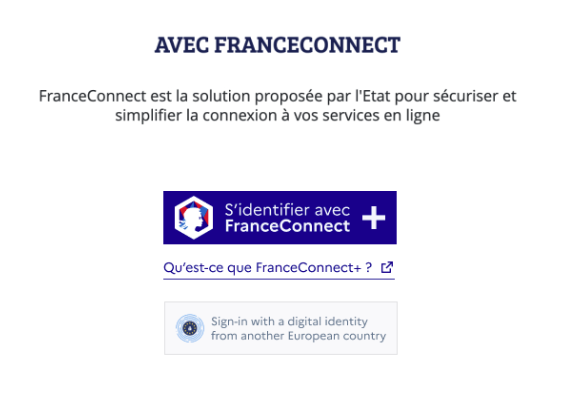 AVEC FRANCECONNECT
FranceConnect est la solution proposée par l'Etat pour sécuriser et
simplifier la connexion à vos services en ligne
S'identifier avec
FranceConnect +
Qu'est-ce que FranceConnect+ ?
Sign-in with a digital identity
from another European country